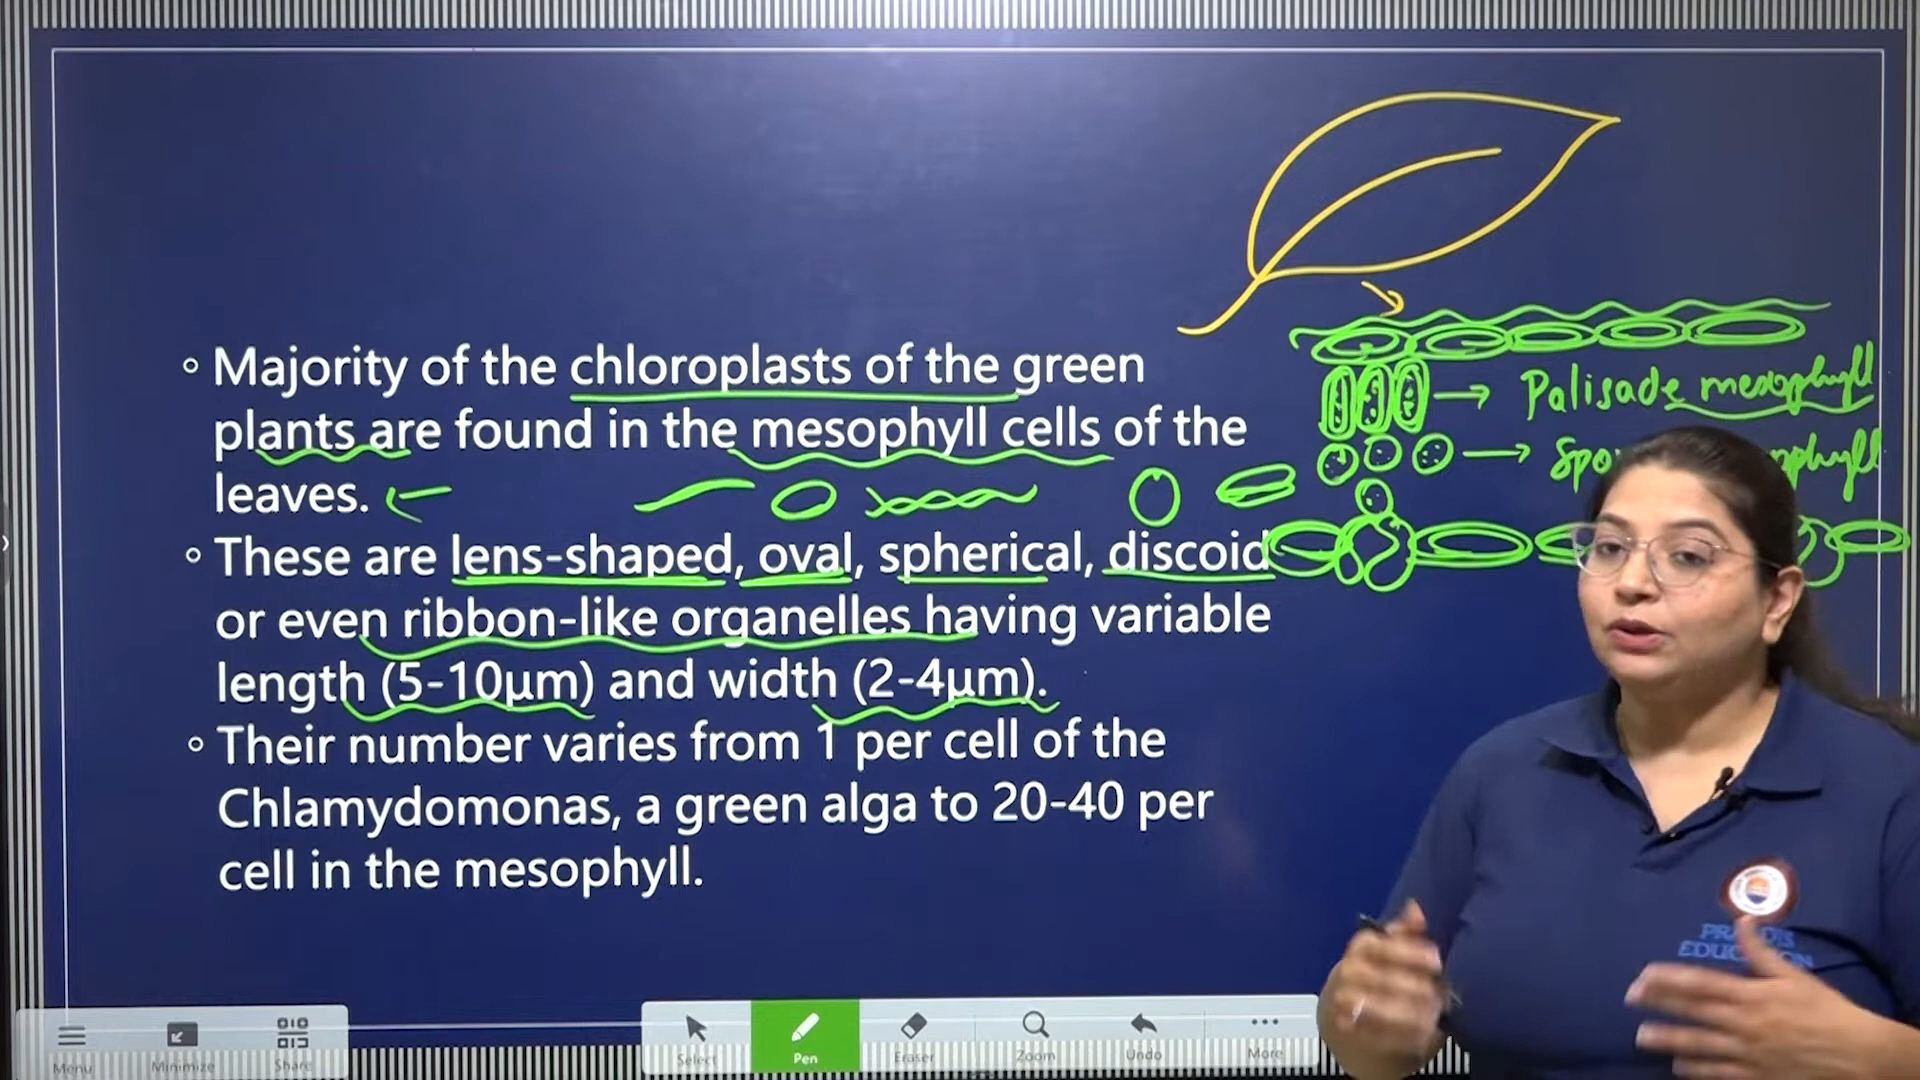 ◦ Majority of the chloroplasts of the green
plants are found in the mesophyll cells of the
leaves.
◦ These are lens-shaped, oval, spherical, discoid
or even ribbon-like organelles having variable
length (5-10μm) and width (2-4μm).
◦ Their number varies from 1 per cell of the
Chlamydomonas, a green alga to 20-40 per
cell in the mesophyll.
Palisade mesophyll
EDUCATION
Menu
Minimize
Share
Select
Pen
Eraser
Zoom
Undo
More